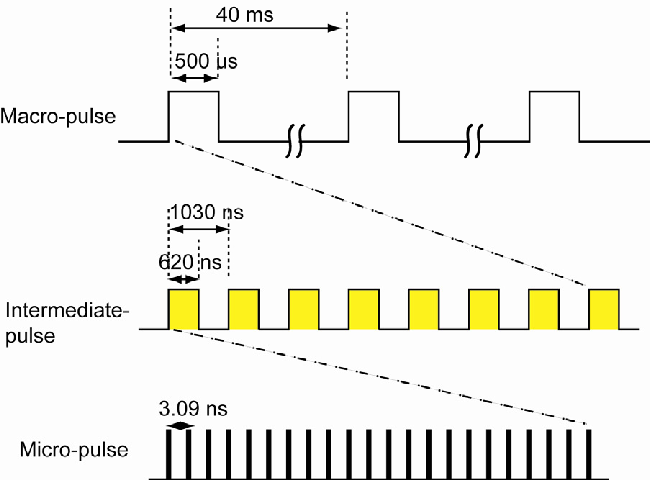 40 ms
500 us
Macro-pulse
1030 ns
620 ns
Intermediate-
pulse
3.09 ns
Micro-pulse